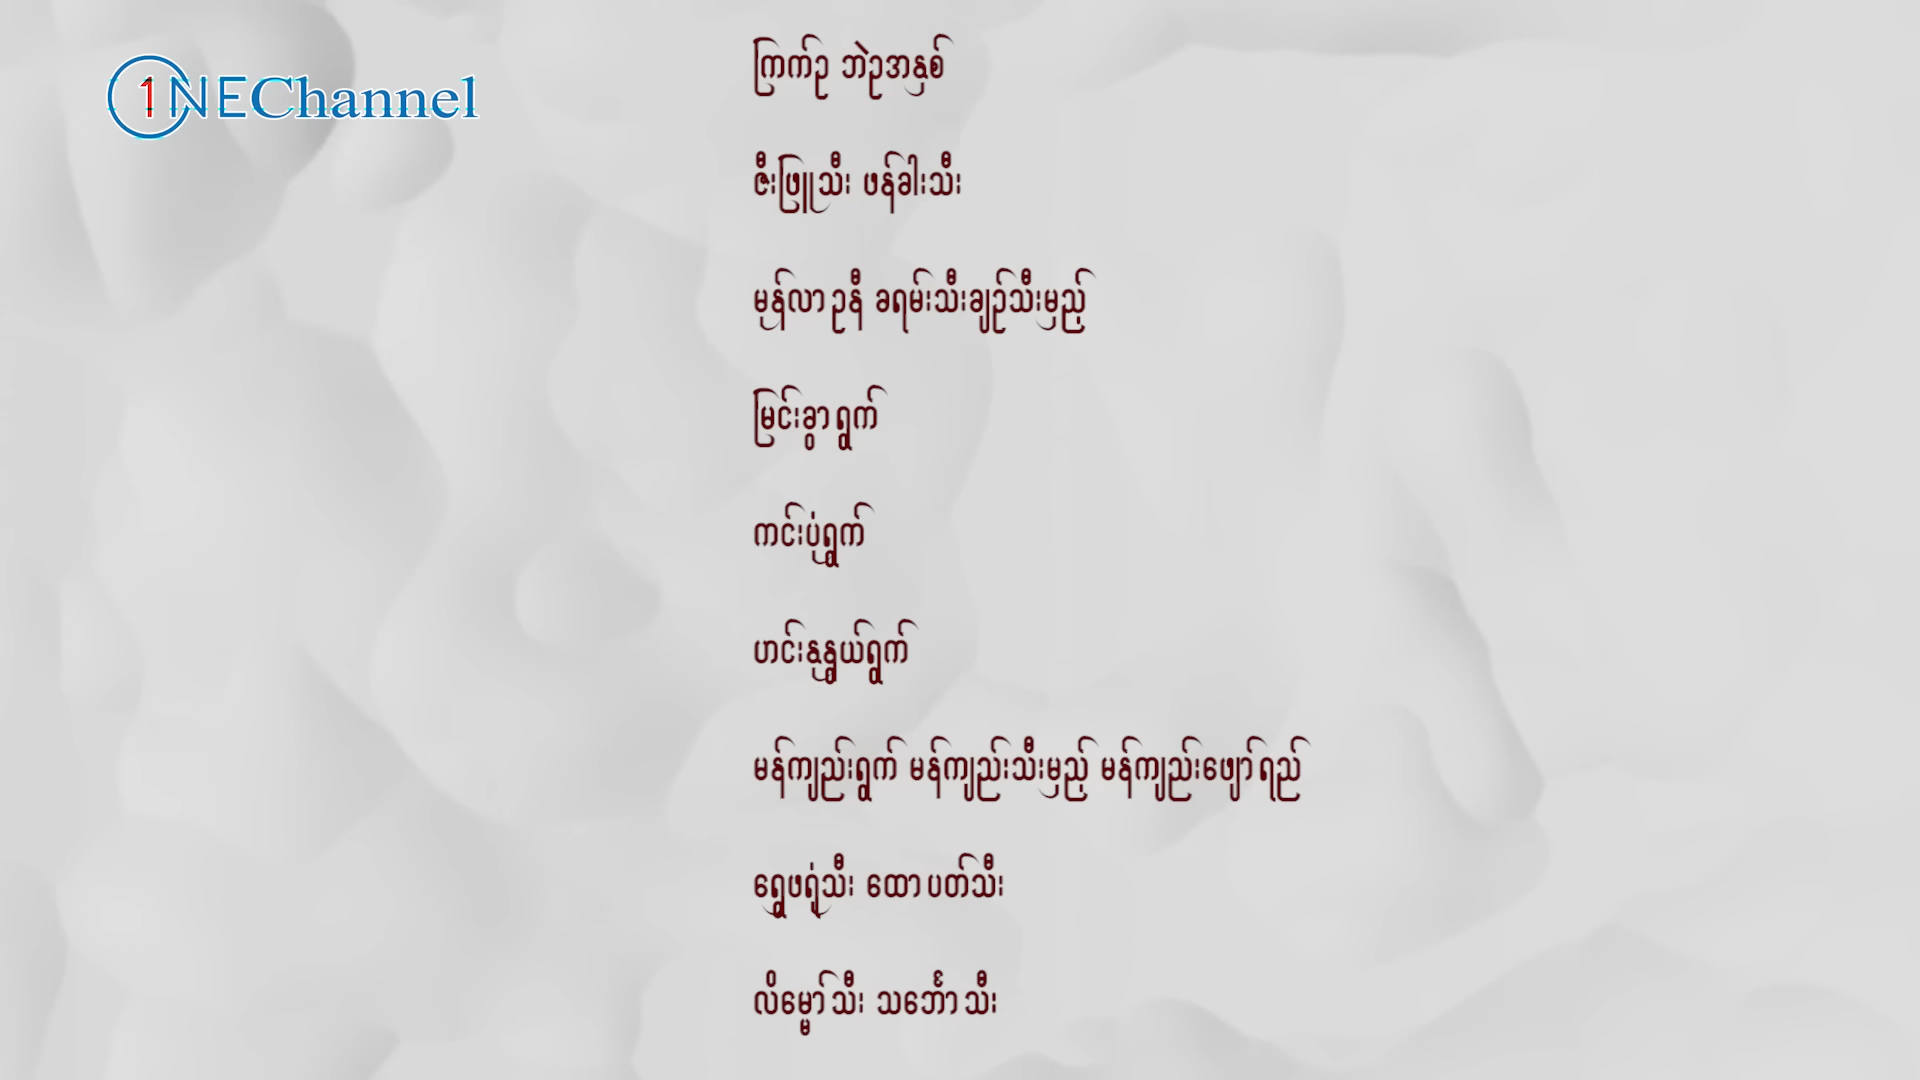 1NEChannel
ကြက်ဥ ဘဲဥအနှစ်
ဇီးဖြူသီး ဖန်ခါးသီး
မုန်လာဥနီ ခရမ်းသီးချဉ်သီးမှည့်
မြင်းခွာရွက်
ကင်းပုံရွက်
ဟင်းနုနွယ်ရွက်
မန်ကျည်းရွက် မန်ကျည်းသီးမှည့် မန်ကျည်းဖျော်ရည်
ရွှေဖရုံသီး ထောပတ်သီး
လိမ္မော်သီး သင်္ဘောသီး